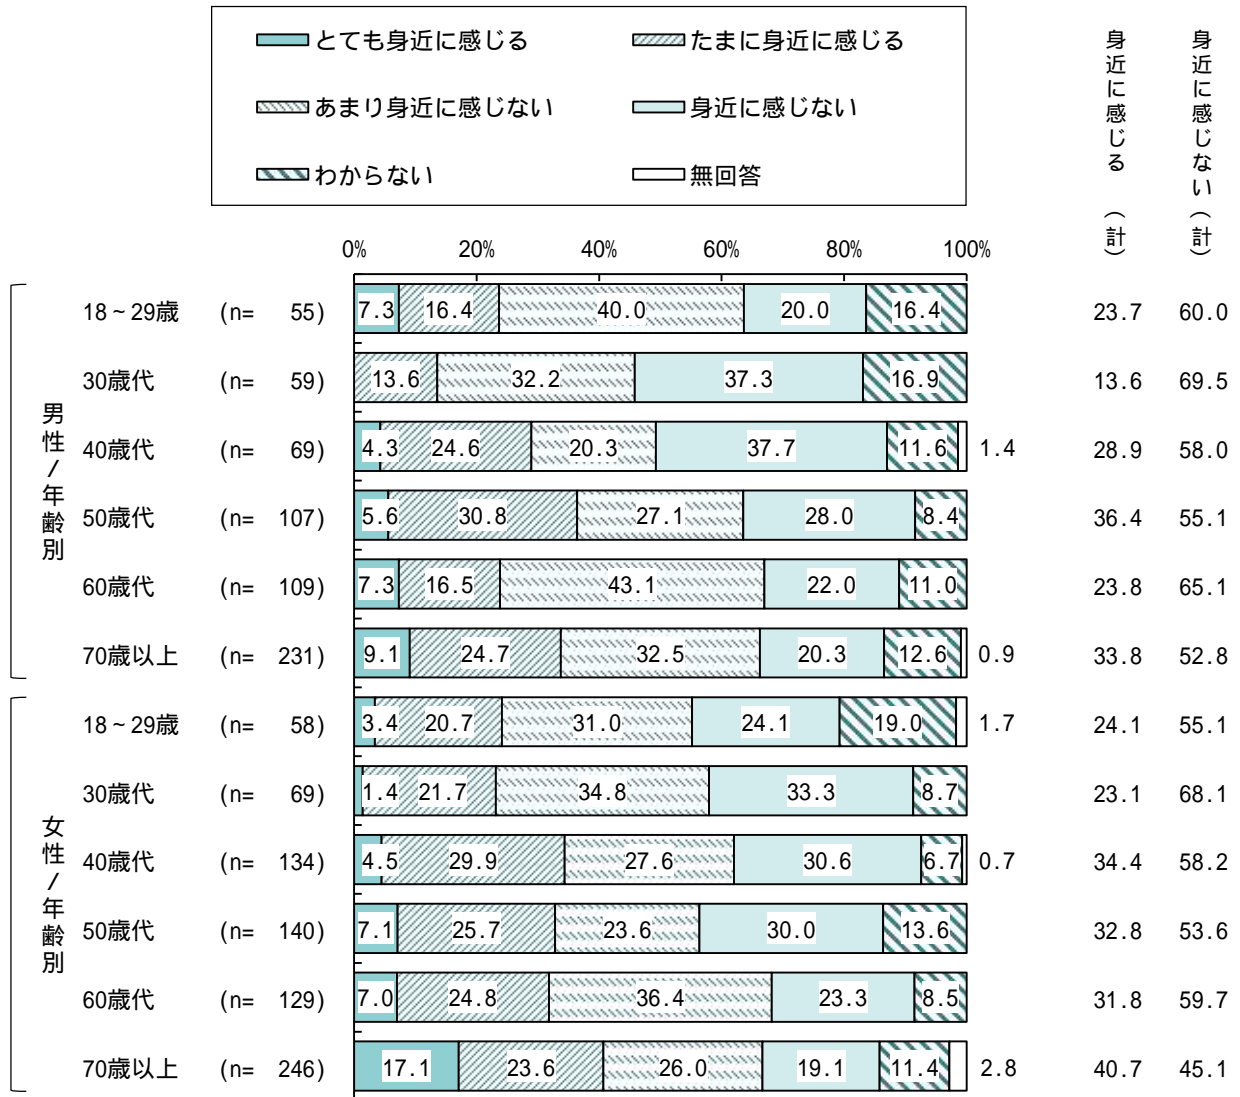 とても身近に感じる たまに身近に感じる
あまり身近に感じない 身近に感じない
わからない 無回答
身近に感じる（計）
身近に感じない（計）
0% 20% 40% 60% 80% 100%
男性/年齢別
18～29歳 (n= 55) 7.3 16.4 40.0 20.0 16.4 23.7 60.0
30歳代 (n= 59) 13.6 32.2 37.3 16.9 13.6 69.5
40歳代 (n= 69) 4.3 24.6 20.3 37.7 11.6 1.4 28.9 58.0
50歳代 (n= 107) 5.6 30.8 27.1 28.0 8.4 36.4 55.1
60歳代 (n= 109) 7.3 16.5 43.1 22.0 11.0 23.8 65.1
70歳以上 (n= 231) 9.1 24.7 32.5 20.3 12.6 0.9 33.8 52.8
女性/年齢別
18～29歳 (n= 58) 3.4 20.7 31.0 24.1 19.0 1.7 24.1 55.1
30歳代 (n= 69) 1.4 21.7 34.8 33.3 8.7 23.1 68.1
40歳代 (n= 134) 4.5 29.9 27.6 30.6 6.7 0.7 34.4 58.2
50歳代 (n= 140) 7.1 25.7 23.6 30.0 13.6 32.8 53.6
60歳代 (n= 129) 7.0 24.8 36.4 23.3 8.5 31.8 59.7
70歳以上 (n= 246) 17.1 23.6 26.0 19.1 11.4 2.8 40.7 45.1